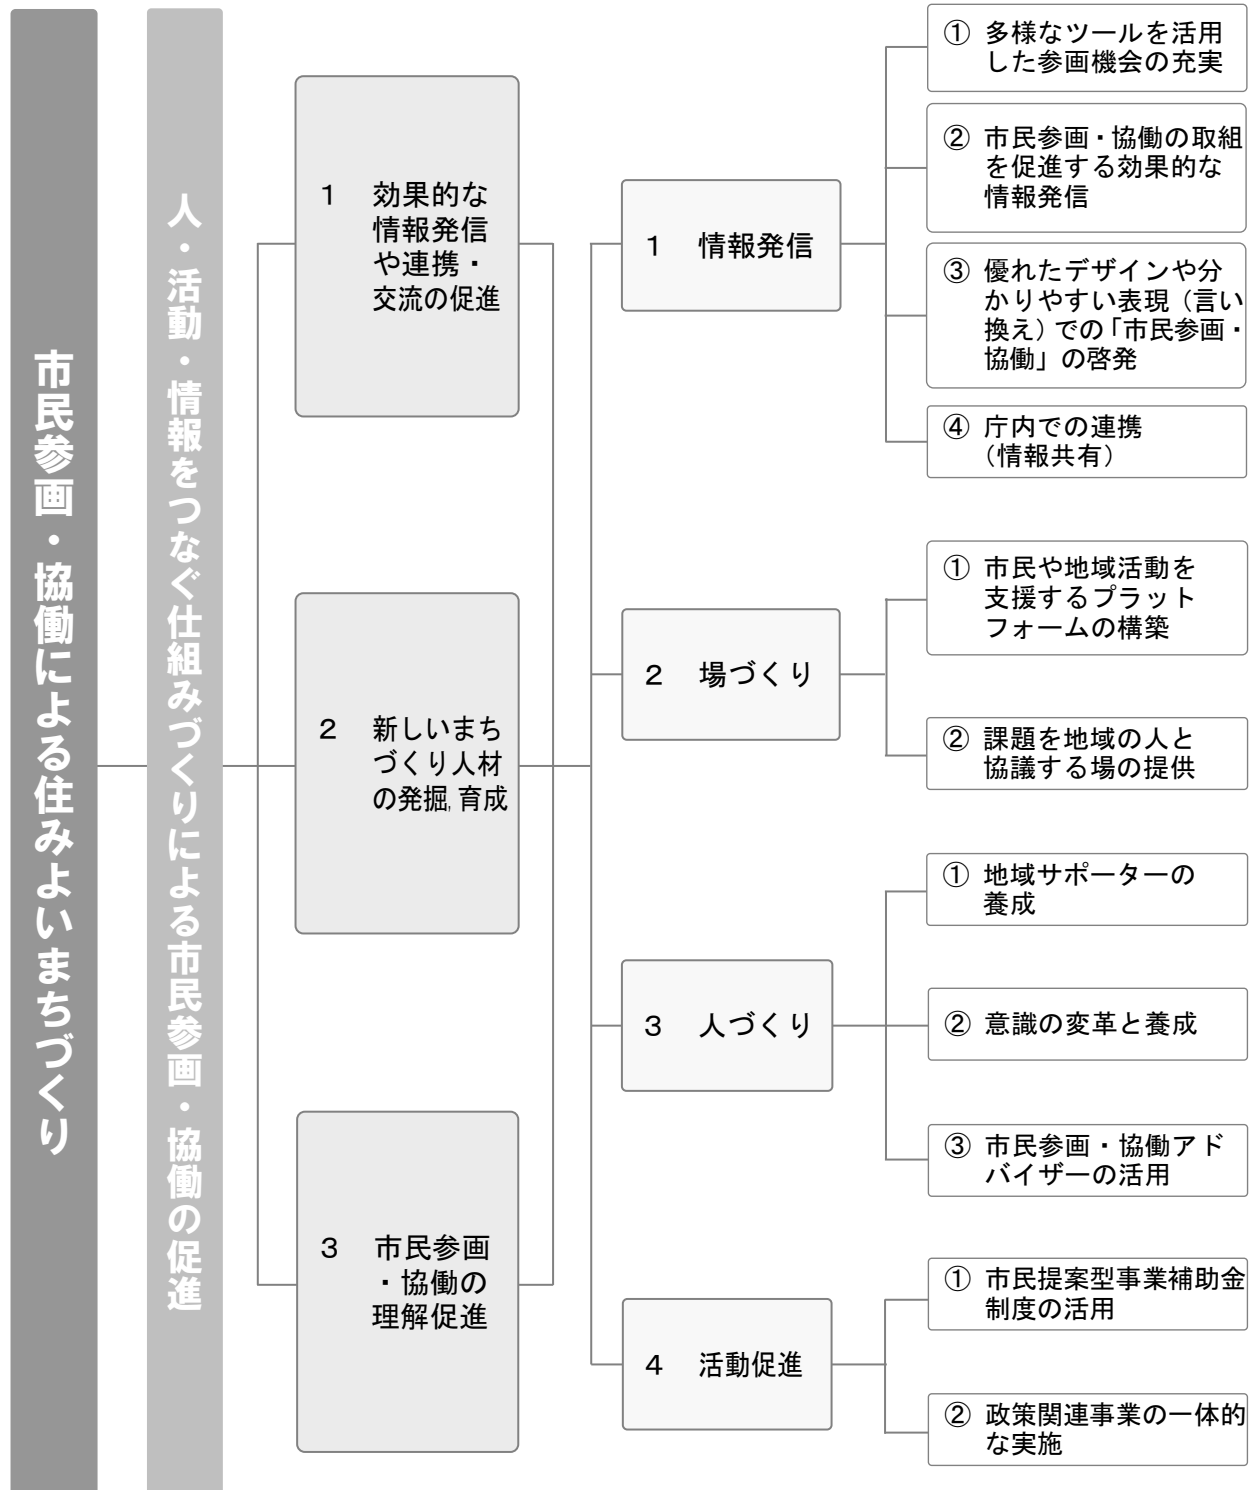 市民参画・協働による住みよいまちづくり
人・活動・情報をつなぐ仕組みづくりによる市民参画・協働の促進
1 効果的な
情報発信
や連携・
交流の促進
2 新しいまち
づくり人材
の発掘,育成
3 市民参画
・協働の
理解促進
1 情報発信
2 場づくり
3 人づくり
4 活動促進
① 多様なツールを活用
した参画機会の充実
② 市民参画・協働の取組
を促進する効果的な
情報発信
③ 優れたデザインや分
かりやすい表現（言い
換え）での「市民参画・
協働」の啓発
④ 庁内での連携
（情報共有）
① 市民や地域活動を
支援するプラット
フォームの構築
② 課題を地域の人と
協議する場の提供
① 地域サポーターの
養成
② 意識の変革と養成
③ 市民参画・協働アド
バイザーの活用
① 市民提案型事業補助金
制度の活用
② 政策関連事業の一体的
な実施